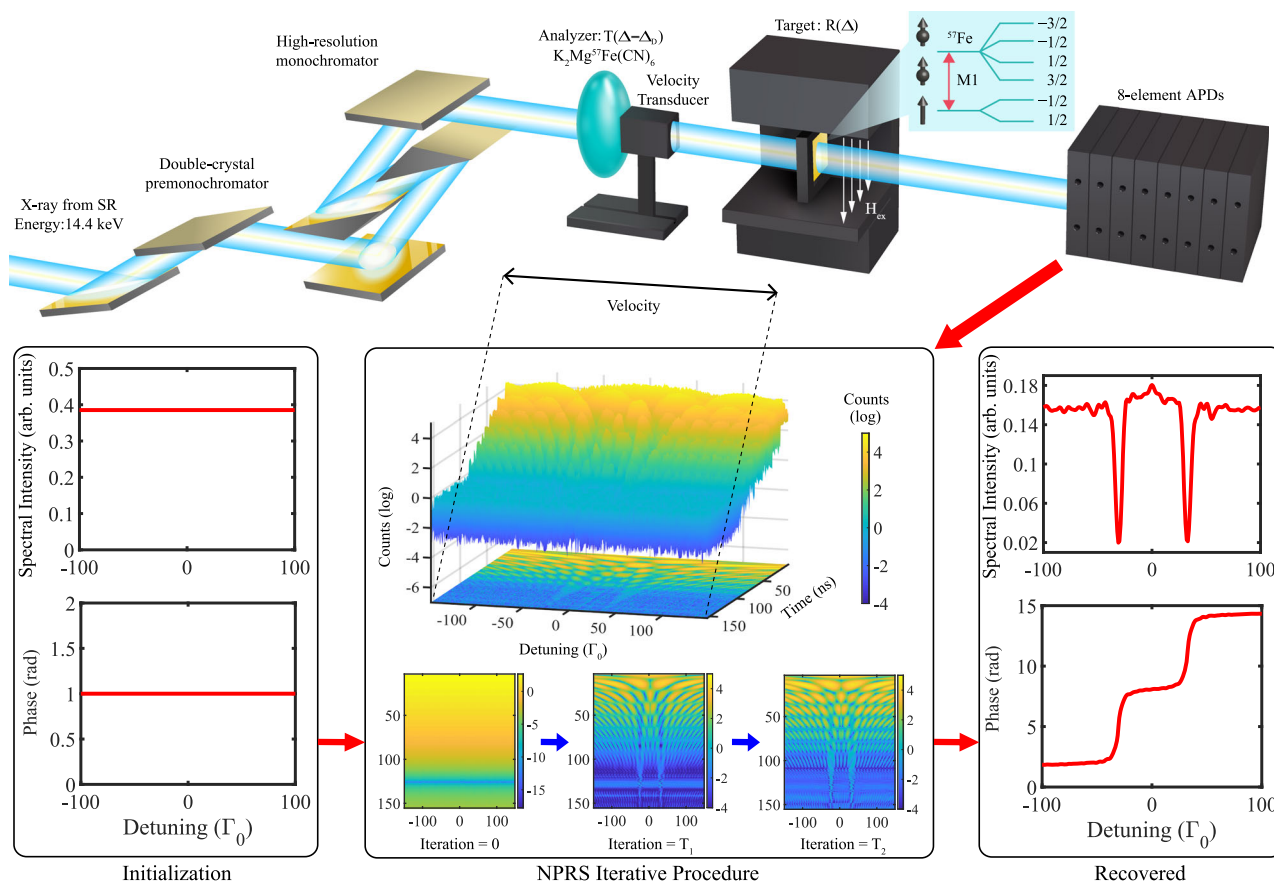 High-resolution
monochromator
Analyzer: T(Δ−Δ_D)
K₂Mg⁵⁷Fe(CN)₆
Velocity
Transducer
Target: R(Δ)
⁵⁷Fe
M1
−3/2
−1/2
1/2
3/2
−1/2
1/2
8-element APDs
Double-crystal
premonochromator
X-ray from SR
Energy:14.4 keV
H_ex
Velocity
Spectral Intensity (arb. units)
0.5
0.4
0.3
0.2
0.1
0
-100
0
100
Phase (rad)
2
1.5
1
0.5
0
-100
0
100
Detuning (Γ₀)
Initialization
Counts (log)
4
2
0
-2
-4
-6
-100
-50
0
50
100
150
Detuning (Γ₀)
50
100
150
Time (ns)
Counts
(log)
4
2
0
-2
-4
50
100
150
-100
0
100
0
-5
-10
-15
Iteration = 0
50
100
150
-100
0
100
4
2
0
-2
-4
Iteration = T₁
50
100
150
-100
0
100
4
2
0
-2
-4
Iteration = T₂
NPRS Iterative Procedure
Spectral Intensity (arb. units)
0.18
0.14
0.1
0.06
0.02
-100
0
100
Phase (rad)
15
10
5
0
-100
0
100
Detuning (Γ₀)
Recovered